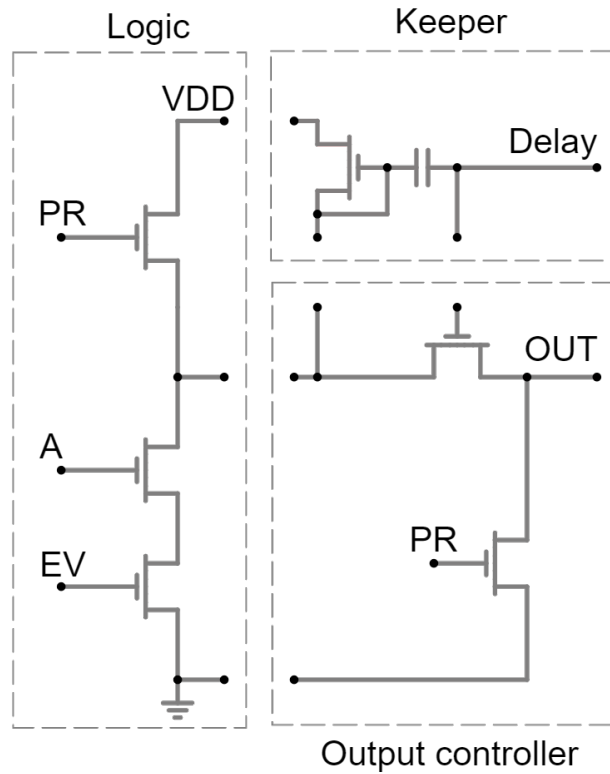 Logic
Keeper
VDD
Delay
PR
OUT
A
PR
EV
Output controller